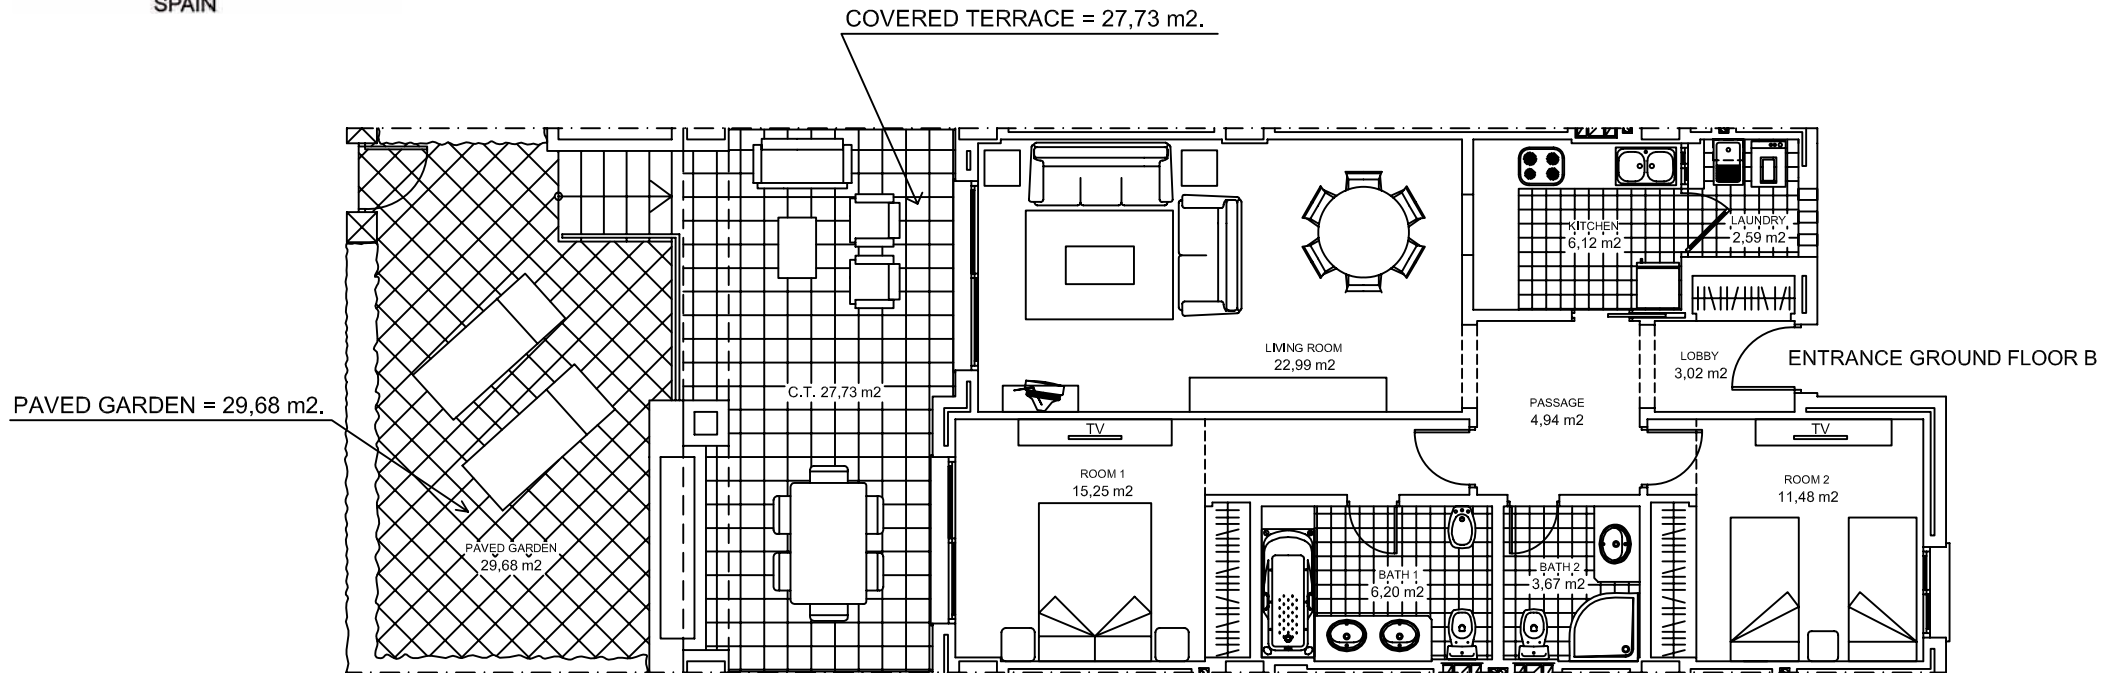 SPAIN
COVERED TERRACE = 27,73 m2.
KITCHEN
6,12 m2
LAUNDRY
2,59 m2
LIVING ROOM
22,99 m2
LOBBY
3,02 m2
ENTRANCE GROUND FLOOR B
C.T. 27,73 m2
PAVED GARDEN = 29,68 m2.
PASSAGE
4,94 m2
TV
TV
ROOM 1
15,25 m2
ROOM 2
11,48 m2
PAVED GARDEN
29,68 m2
BATH 1
6,20 m2
BATH 2
3,67 m2